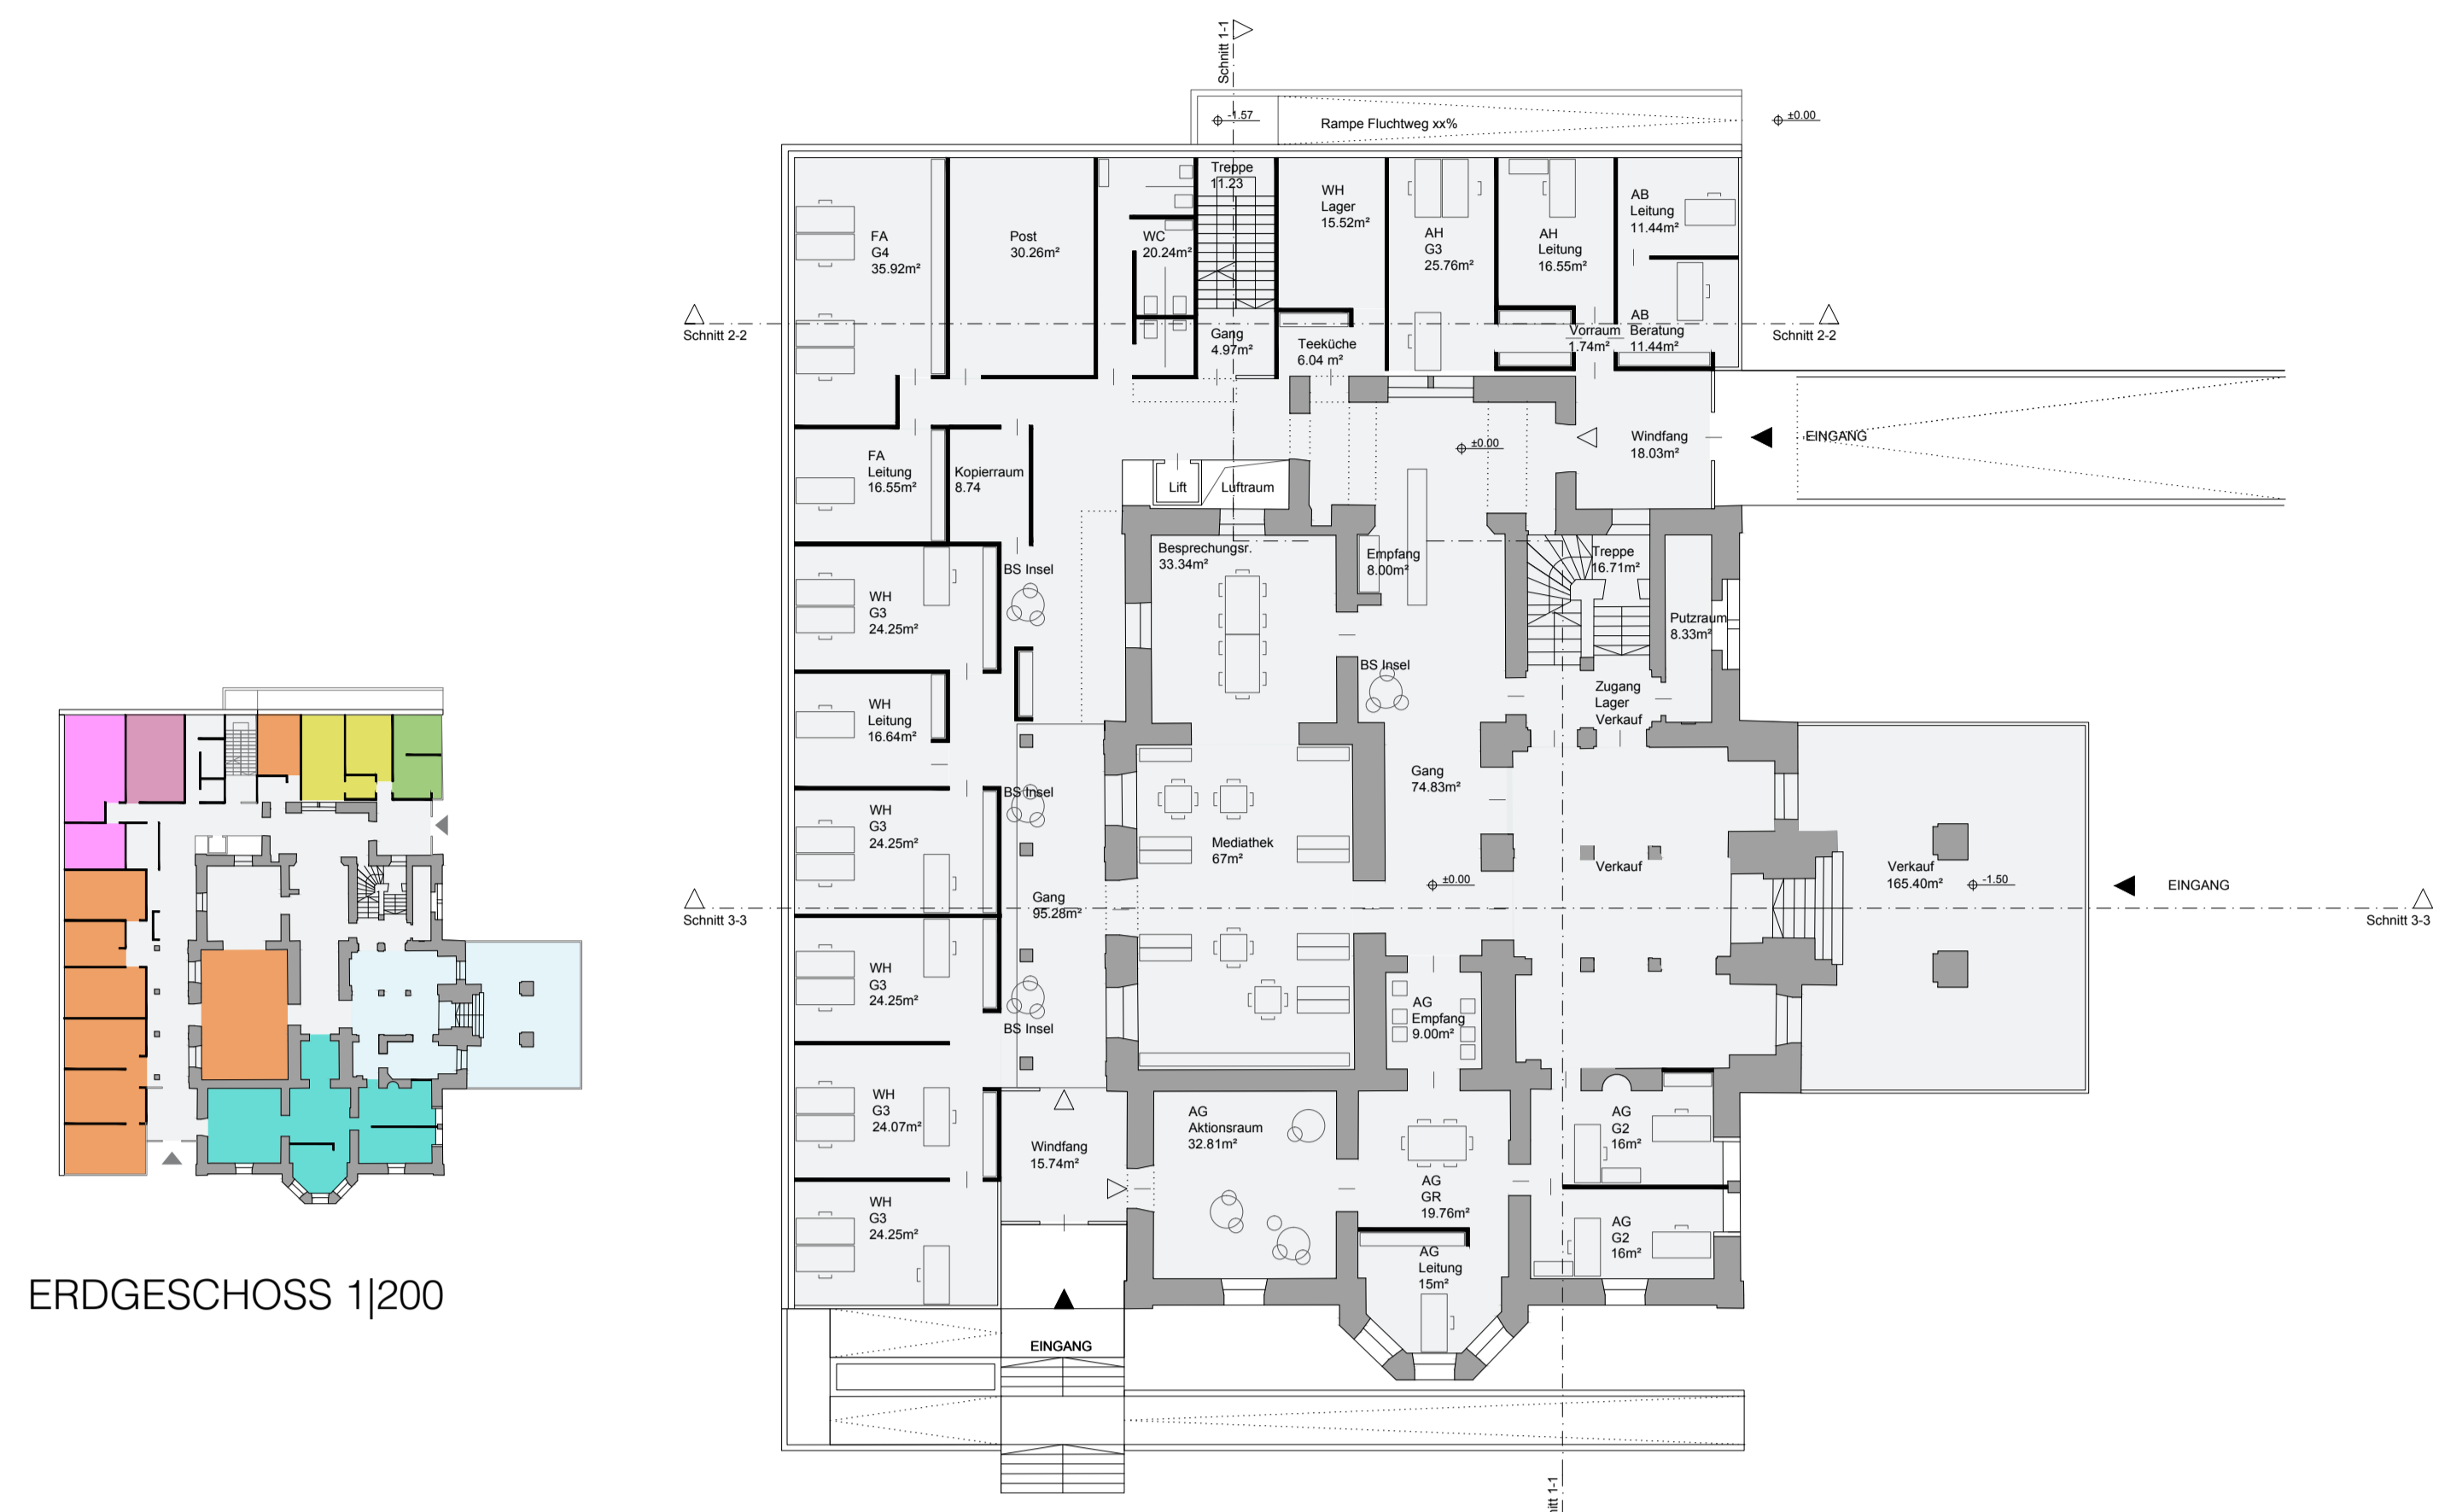 Schnitt 1-1
-1.57
Rampe Fluchtweg xx%
±0.00
FA
G4
35.92m²
Post
30.26m²
WC
20.24m²
Treppe
11.23
WH
Lager
15.52m²
AH
G3
25.76m²
AH
Leitung
16.55m²
AB
Leitung
11.44m²
Schnitt 2-2
Gang
4.97m²
Teeküche
6.04 m²
Vorraum
1.74m²
AB
Beratung
11.44m²
Schnitt 2-2
FA
Leitung
16.55m²
Kopierraum
8.74
Lift
Luftraum
±0.00
Windfang
18.03m²
EINGANG
BS Insel
Besprechungsr.
33.34m²
Empfang
8.00m²
Treppe
16.71m²
Putzraum
8.33m²
WH
G3
24.25m²
BS Insel
Zugang
Lager
Verkauf
WH
Leitung
16.64m²
BS Insel
Gang
74.83m²
WH
G3
24.25m²
Mediathek
67m²
Verkauf
Verkauf
165.40m²
±0.00
-1.50
EINGANG
Schnitt 3-3
Gang
95.28m²
Schnitt 3-3
WH
G3
24.25m²
BS Insel
AG
Empfang
9.00m²
WH
G3
24.07m²
Windfang
15.74m²
AG
Aktionsraum
32.81m²
AG
GR
19.76m²
AG
G2
16m²
WH
G3
24.25m²
AG
Leitung
15m²
AG
G2
16m²
ERDGESCHOSS 1|200
EINGANG
nitt 1-1